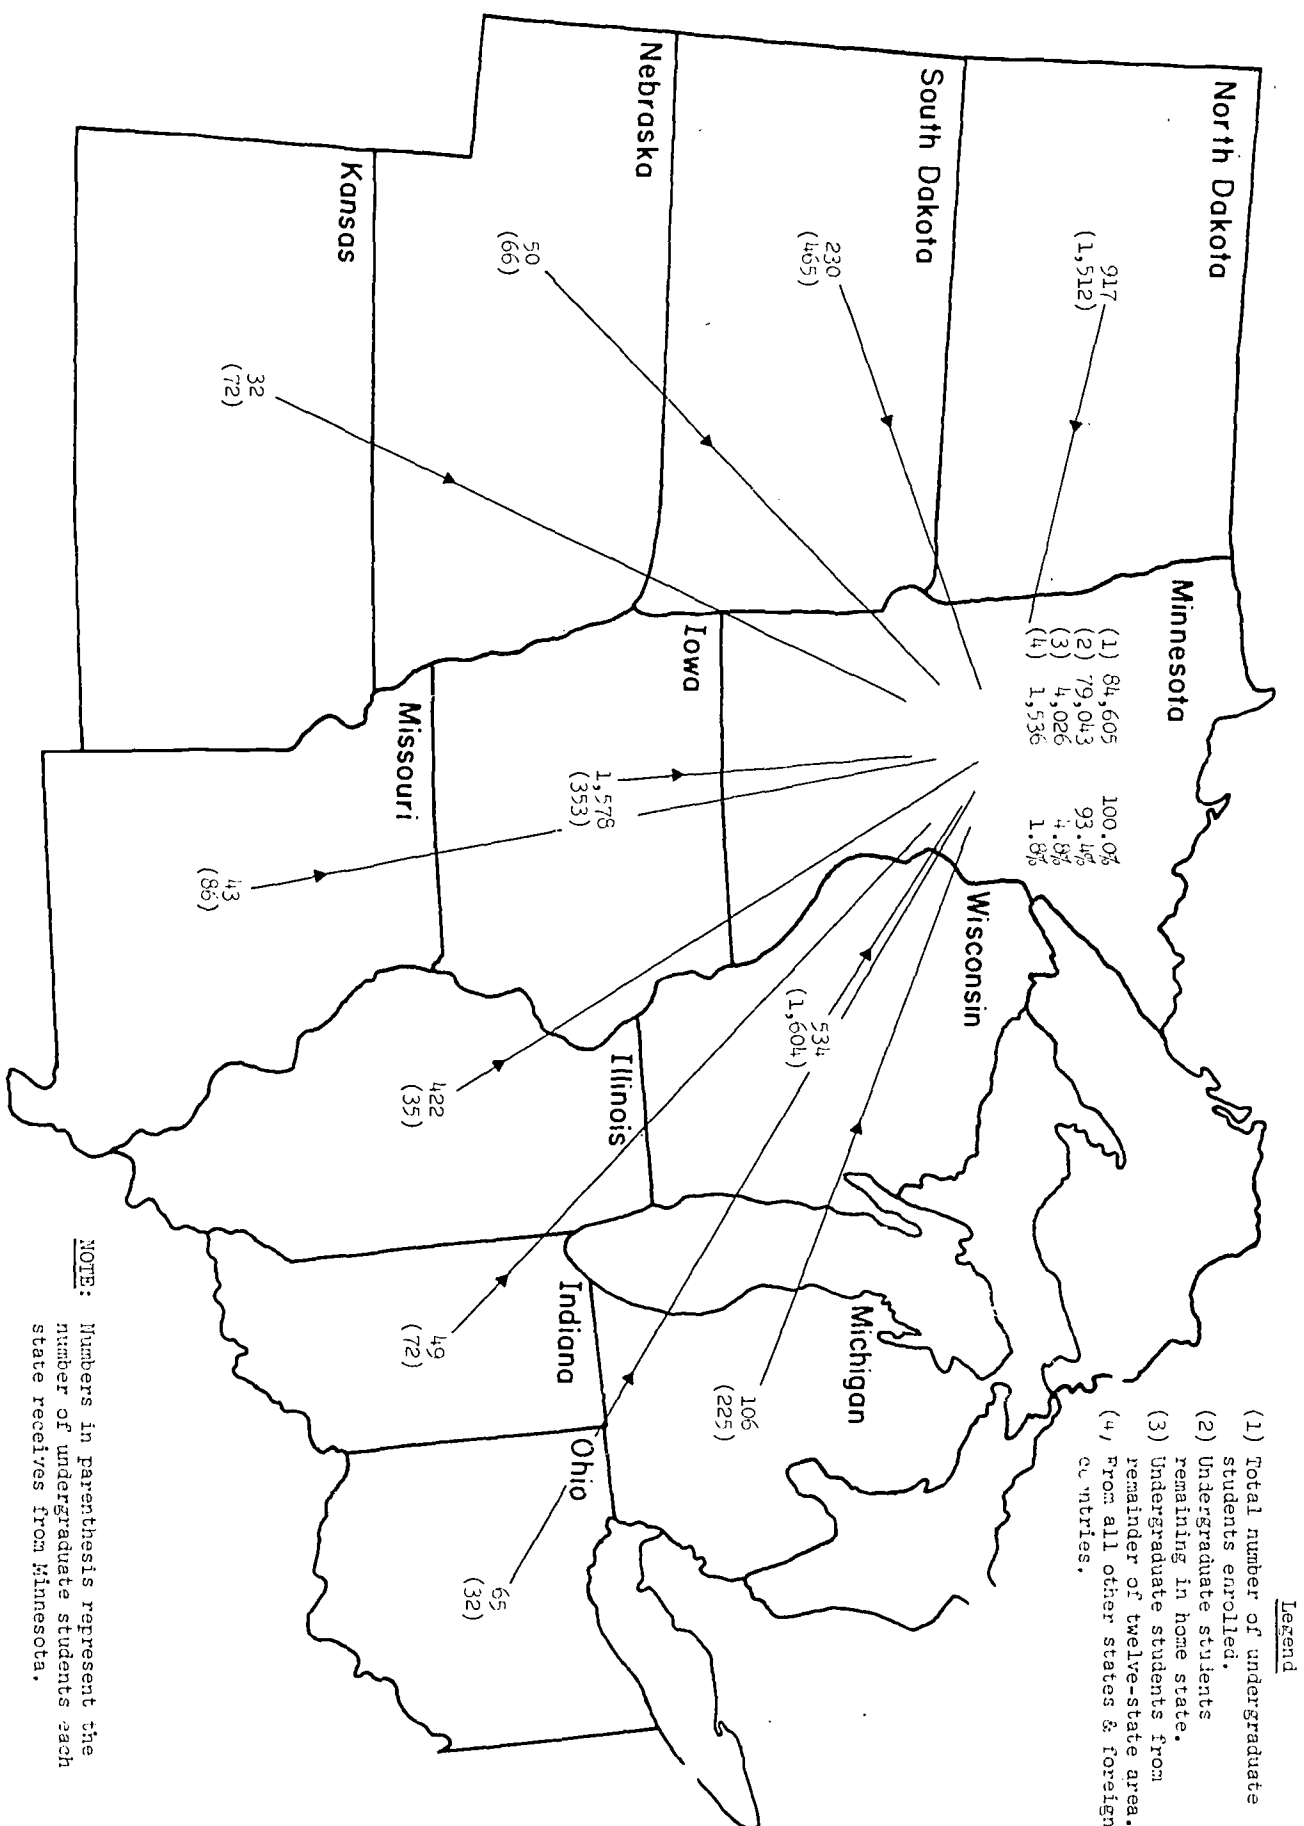 Legend
(1) Total number of undergraduate
students enrolled.
(2) Undergraduate students
remaining in home state.
(3) Undergraduate students from
remainder of twelve-state area.
(4, From all other states & foreign
ntries.
North Dakota
917
(1,512)
Minnesota
(1) 84,605 100.0%
(2) 79,043 93.4%
(3) 4,026 4.8%
(4) 1,536 1.8%
South Dakota
230
(465)
Wisconsin
534
(1,604)
Michigan
106
(225)
Nebraska
50
(66)
Iowa
1,578
(353)
Illinois
422
(35)
Indiana
49
(72)
Ohio
65
(32)
Kansas
32
(72)
Missouri
43
(86)
NOTE: Numbers in parenthesis represent the
number of undergraduate students each
state receives from Minnesota.